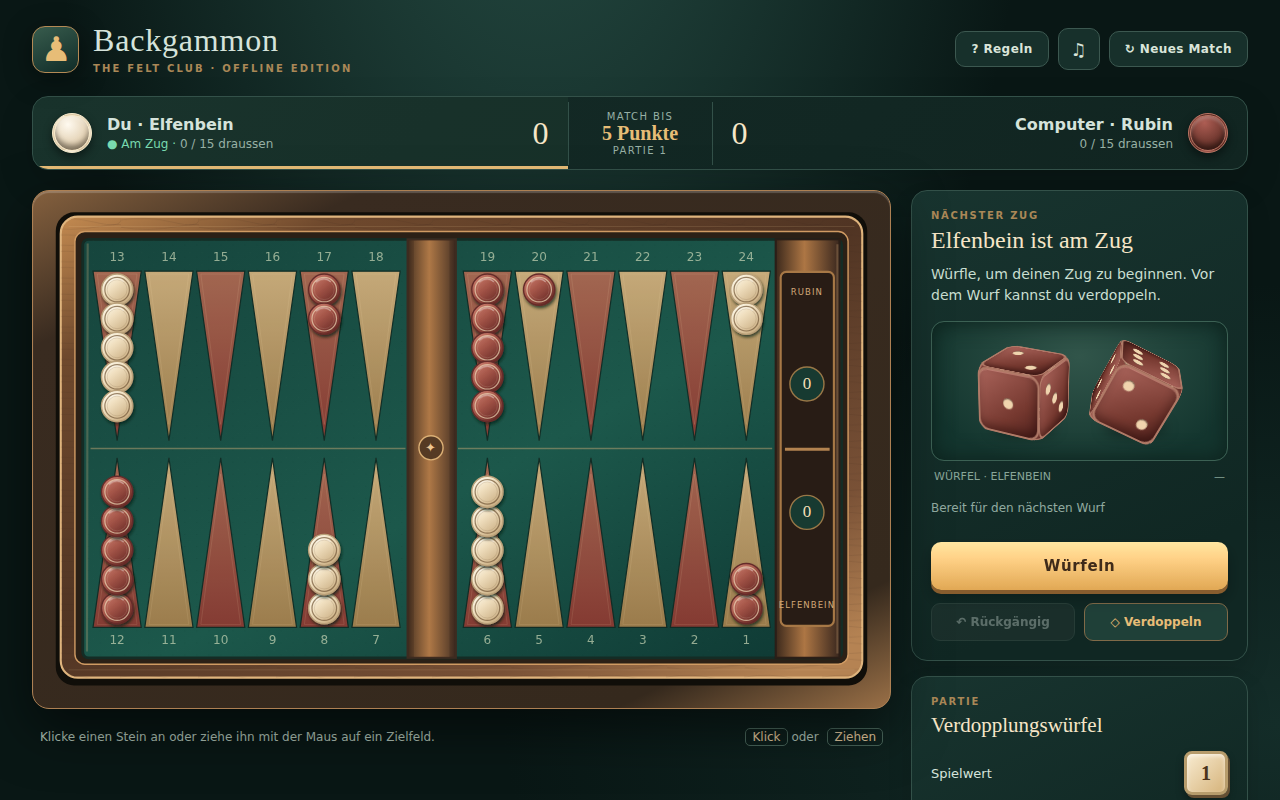 Backgammon
THE FELT CLUB · OFFLINE EDITION
? Regeln
♫
↻ Neues Match
Du · Elfenbein
● Am Zug · 0 / 15 draussen
0
MATCH BIS
5 Punkte
PARTIE 1
0
Computer · Rubin
0 / 15 draussen
13 14 15 16 17 18 19 20 21 22 23 24
RUBIN
0
0
ELFENBEIN
12 11 10 9 8 7 6 5 4 3 2 1
Klicke einen Stein an oder ziehe ihn mit der Maus auf ein Zielfeld.
Klick oder Ziehen
NÄCHSTER ZUG
Elfenbein ist am Zug
Würfle, um deinen Zug zu beginnen. Vor
dem Wurf kannst du verdoppeln.
WÜRFEL · ELFENBEIN —
Bereit für den nächsten Wurf
Würfeln
↶ Rückgängig
◇ Verdoppeln
PARTIE
Verdopplungswürfel
Spielwert 1